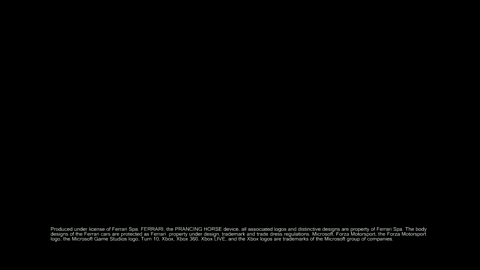 Produced under license of Ferrari Spa. FERRARI, the PRANCING HORSE device, all associated logos and distinctive designs are property of Ferrari Spa. The body
designs of the Ferrari cars are protected as Ferrari property under design, trademark and trade dress regulations. Microsoft, Forza Motorsport, the Forza Motorsport
logo, the Microsoft Game Studios logo, Turn 10, Xbox, Xbox 360, Xbox LIVE, and the Xbox logos are trademarks of the Microsoft group of companies.